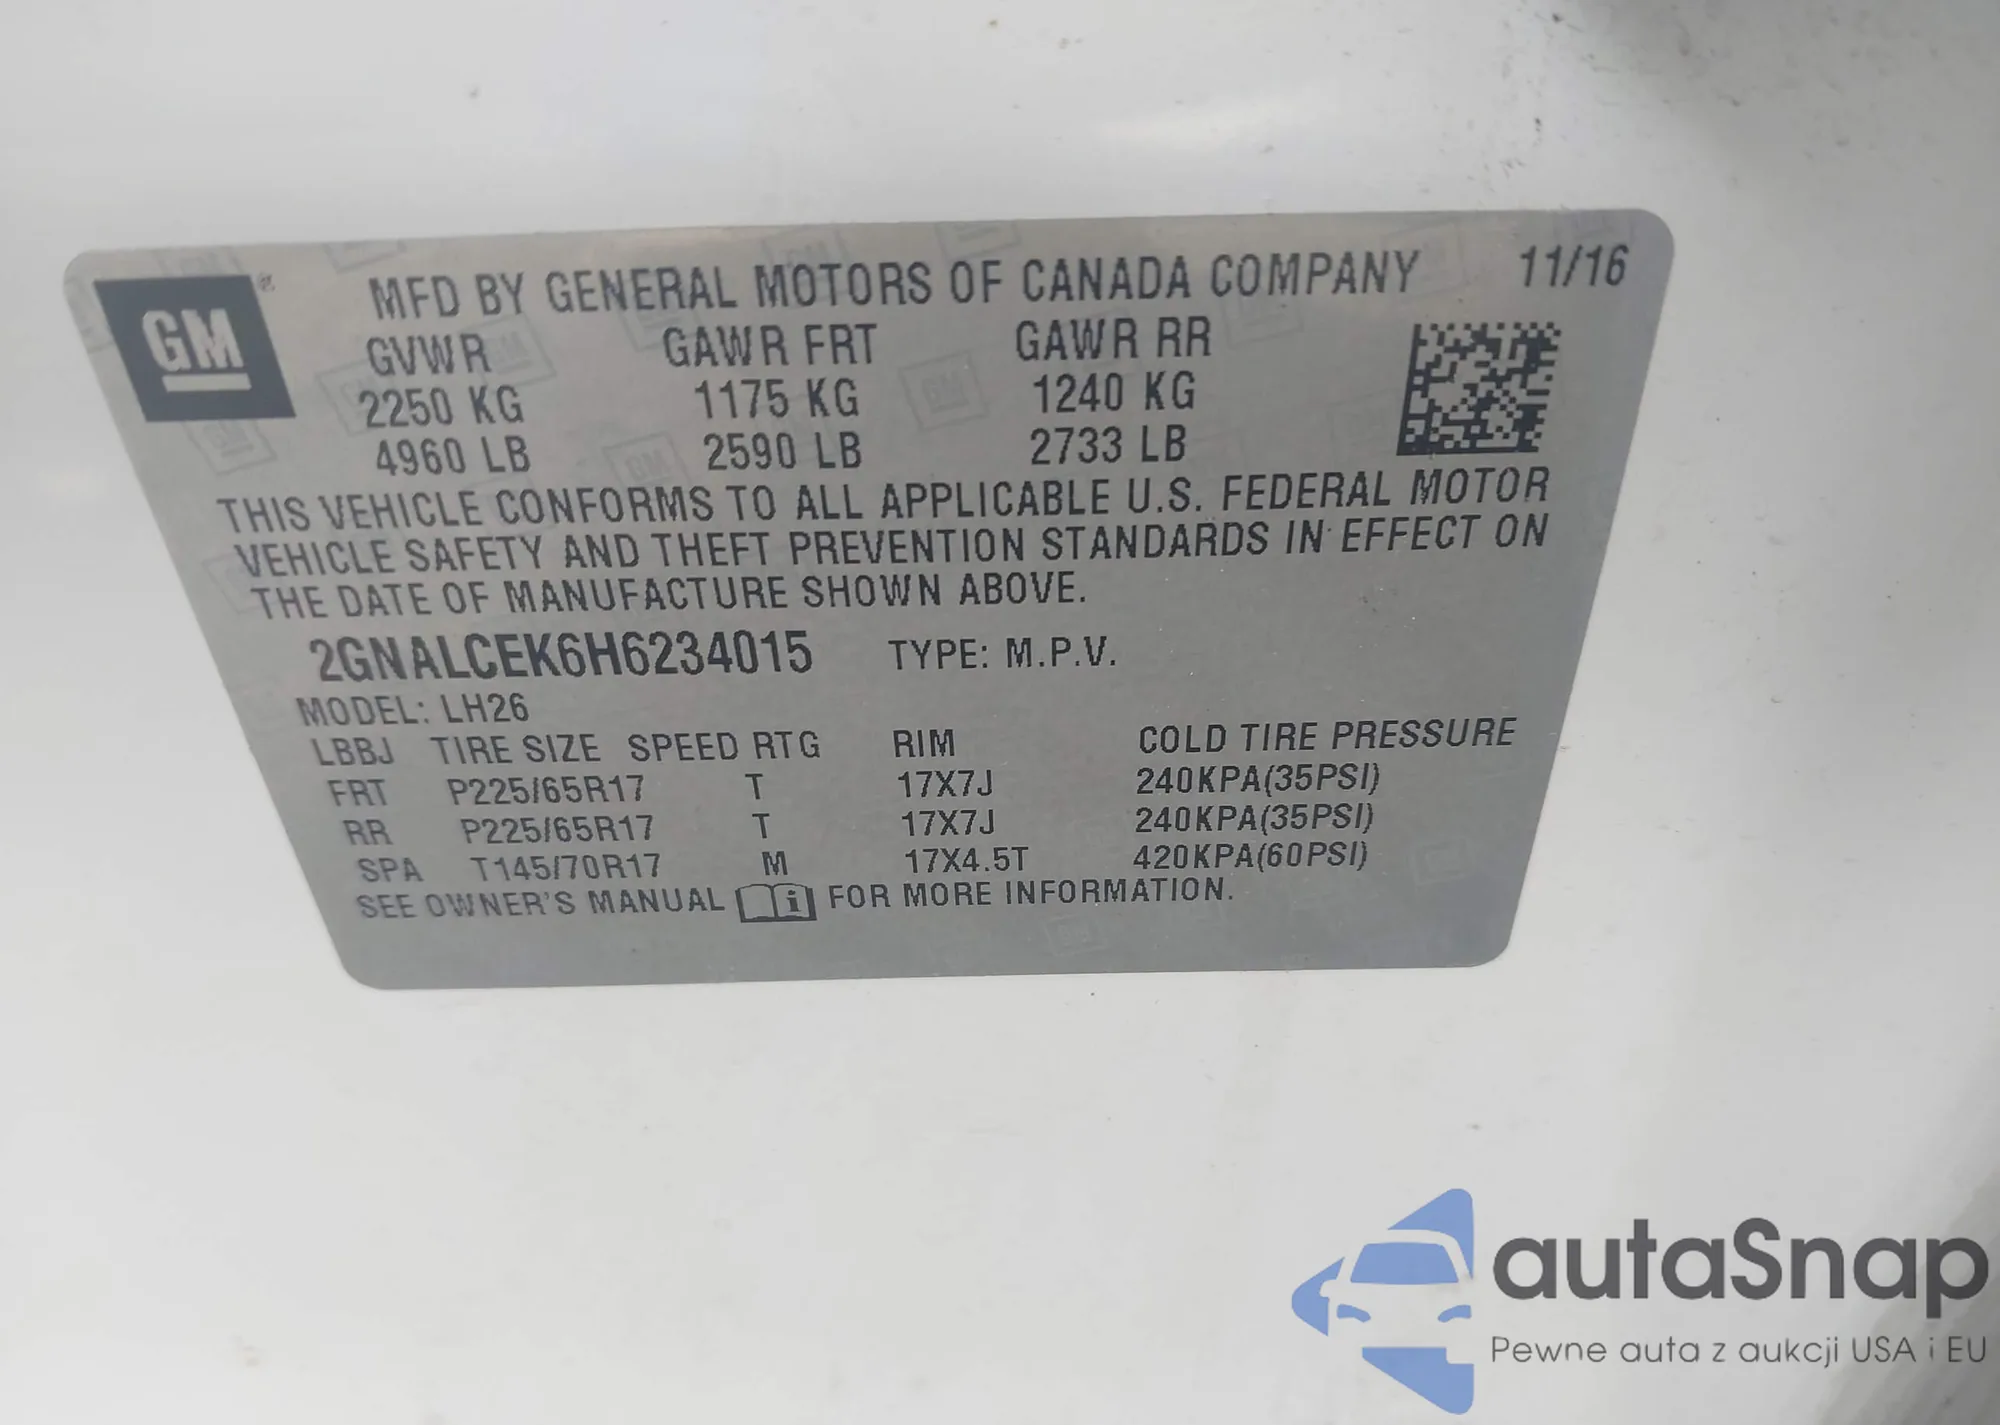 GM
MFD BY GENERAL MOTORS OF CANADA COMPANY 11/16
GVWR GAWR FRT GAWR RR
2250 KG 1175 KG 1240 KG
4960 LB 2590 LB 2733 LB
THIS VEHICLE CONFORMS TO ALL APPLICABLE U.S. FEDERAL MOTOR
VEHICLE SAFETY AND THEFT PREVENTION STANDARDS IN EFFECT ON
THE DATE OF MANUFACTURE SHOWN ABOVE.
2GNALCEK6H6234015 TYPE: M.P.V.
MODEL: LH26
LBBJ TIRE SIZE SPEED RTG RIM COLD TIRE PRESSURE
FRT P225/65R17 T 17X7J 240KPA(35PSI)
RR P225/65R17 T 17X7J 240KPA(35PSI)
SPA T145/70R17 M 17X4.5T 420KPA(60PSI)
SEE OWNER'S MANUAL FOR MORE INFORMATION.
autaSnap
Pewne auta z aukcji USA i EU